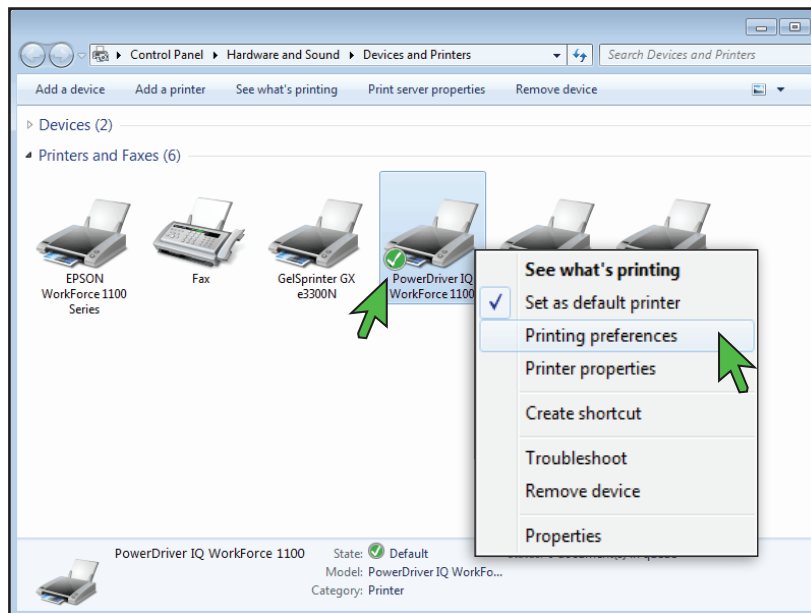 Control Panel Hardware and Sound Devices and Printers Search Devices and Printers
Add a device Add a printer See what's printing Print server properties Remove device
Devices (2)
Printers and Faxes (6)
EPSON
WorkForce 1100
Series
Fax
GelSprinter GX
e3300N
PowerDriver IQ
WorkForce 1100
See what's printing
Set as default printer
Printing preferences
Printer properties
Create shortcut
Troubleshoot
Remove device
Properties
PowerDriver IQ WorkForce 1100 State: Default
Model: PowerDriver IQ WorkFo...
Category: Printer